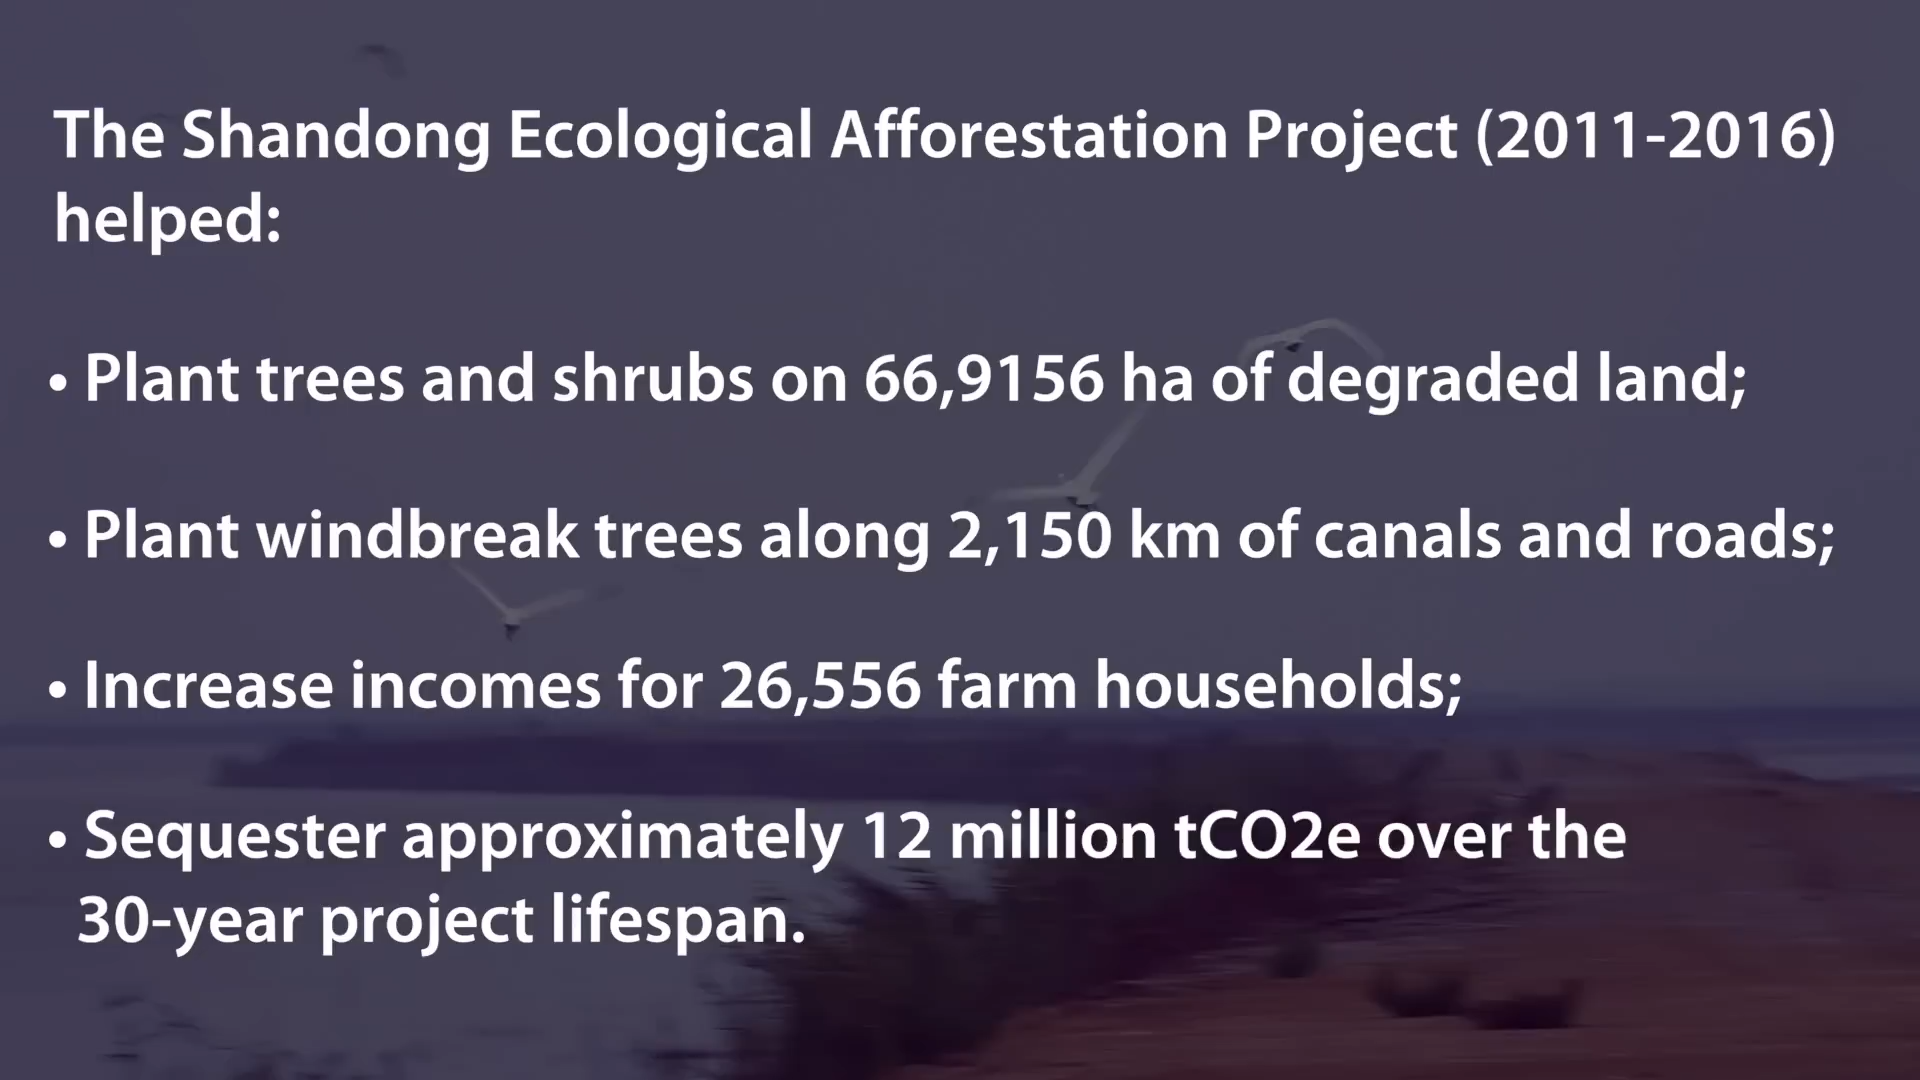 The Shandong Ecological Afforestation Project (2011-2016)
helped:
• Plant trees and shrubs on 66,9156 ha of degraded land;
• Plant windbreak trees along 2,150 km of canals and roads;
• Increase incomes for 26,556 farm households;
• Sequester approximately 12 million tCO2e over the
30-year project lifespan.